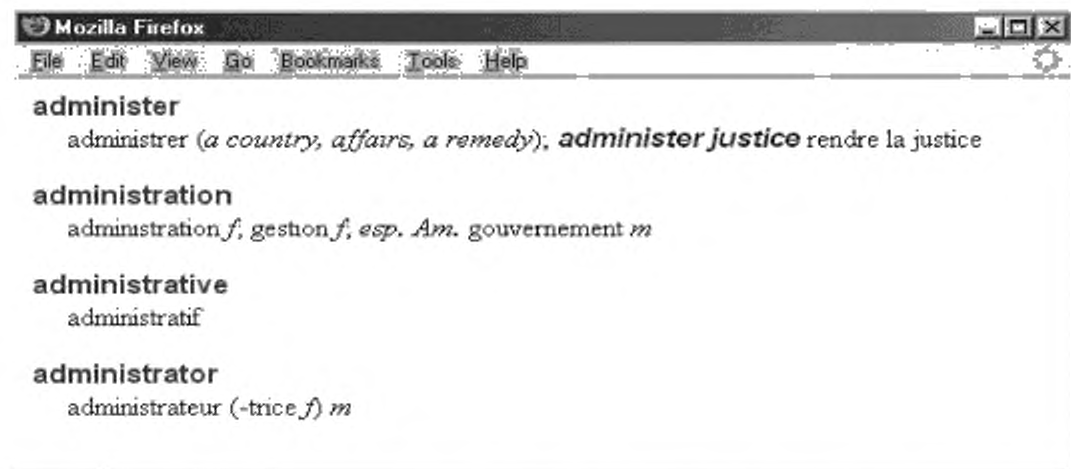 Mozilla Firefox
File Edit View Go Bookmarks Tools Help
administer
administrer (a country, affairs, a remedy); administer justice rendre la justice
administration
administration f; gestion f; esp. Am. gouvernement m
administrative
administratif
administrator
administrateur (-trice f) m